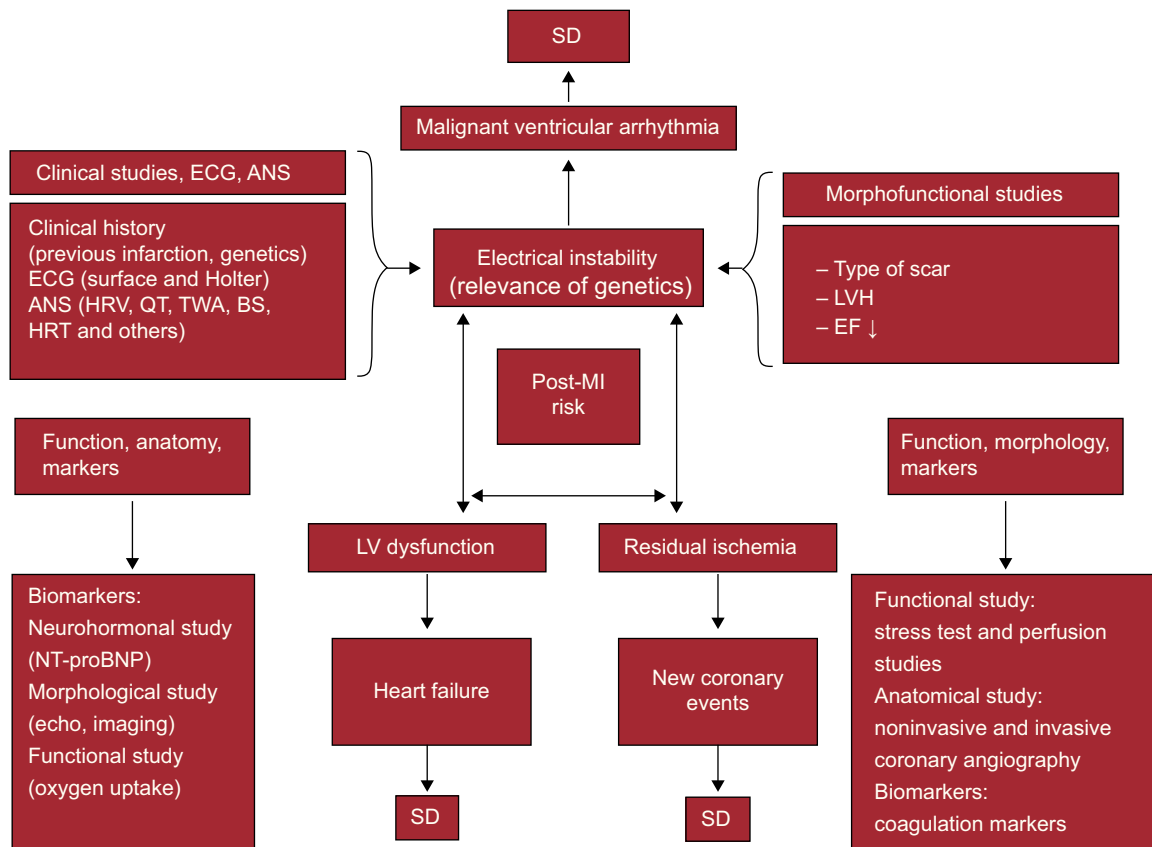 SD
Malignant ventricular arrhythmia
Clinical studies, ECG, ANS
Clinical history
(previous infarction, genetics)
ECG (surface and Holter)
ANS (HRV, QT, TWA, BS,
HRT and others)
Electrical instability
(relevance of genetics)
Morphofunctional studies
– Type of scar
– LVH
– EF ↓
Post-MI
risk
Function, anatomy,
markers
Function, morphology,
markers
LV dysfunction
Residual ischemia
Biomarkers:
Neurohormonal study
(NT-proBNP)
Morphological study
(echo, imaging)
Functional study
(oxygen uptake)
Heart failure
New coronary
events
Functional study:
stress test and perfusion
studies
Anatomical study:
noninvasive and invasive
coronary angiography
Biomarkers:
coagulation markers
SD
SD